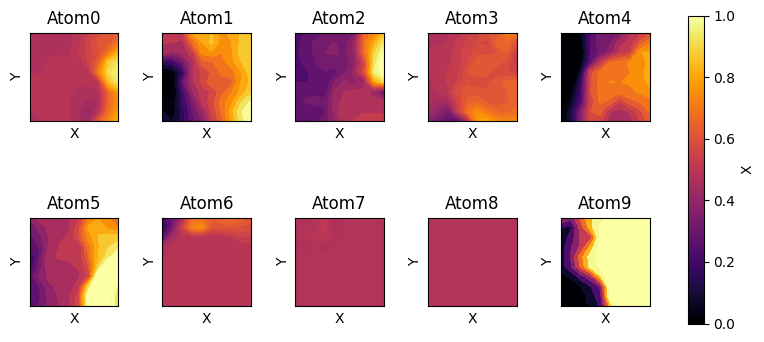 Atom0 Atom1 Atom2 Atom3 Atom4
Y Y Y Y Y
X X X X X
Atom5 Atom6 Atom7 Atom8 Atom9
Y Y Y Y Y
X X X X X
1.0
0.8
0.6
0.4
0.2
0.0
X